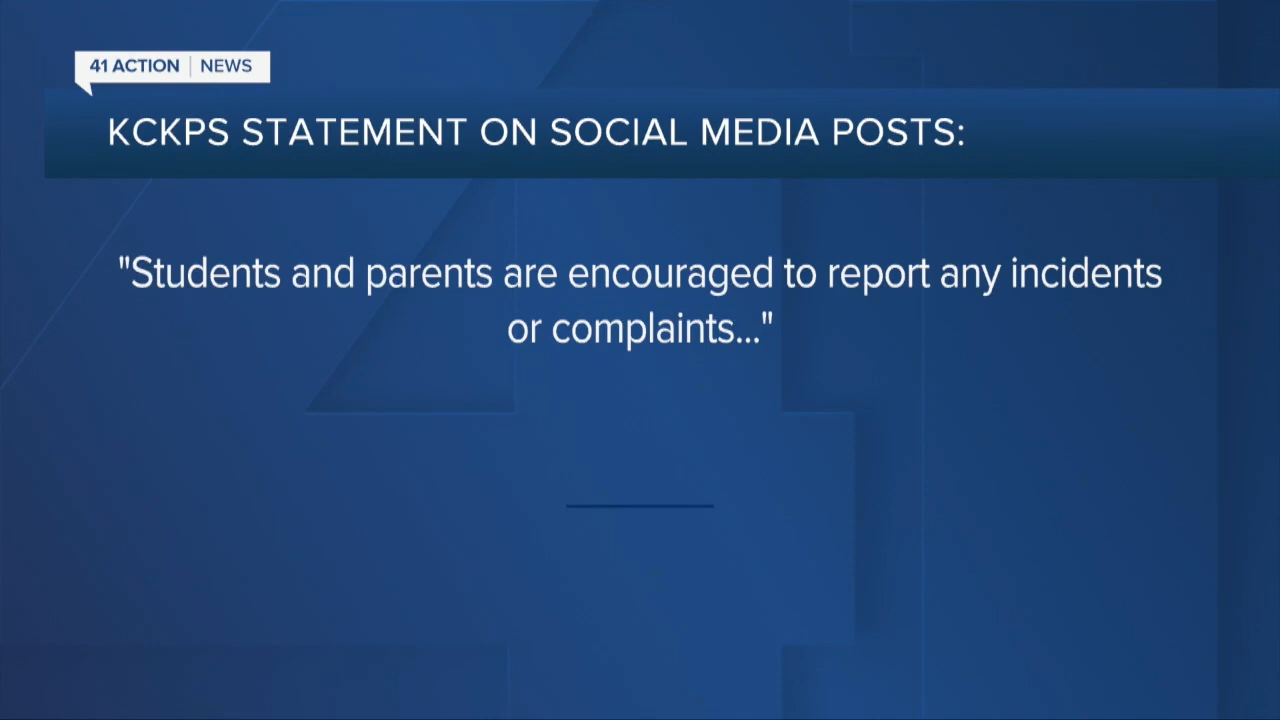 41 ACTION | NEWS
KCKPS STATEMENT ON SOCIAL MEDIA POSTS:
"Students and parents are encouraged to report any incidents
or complaints..."